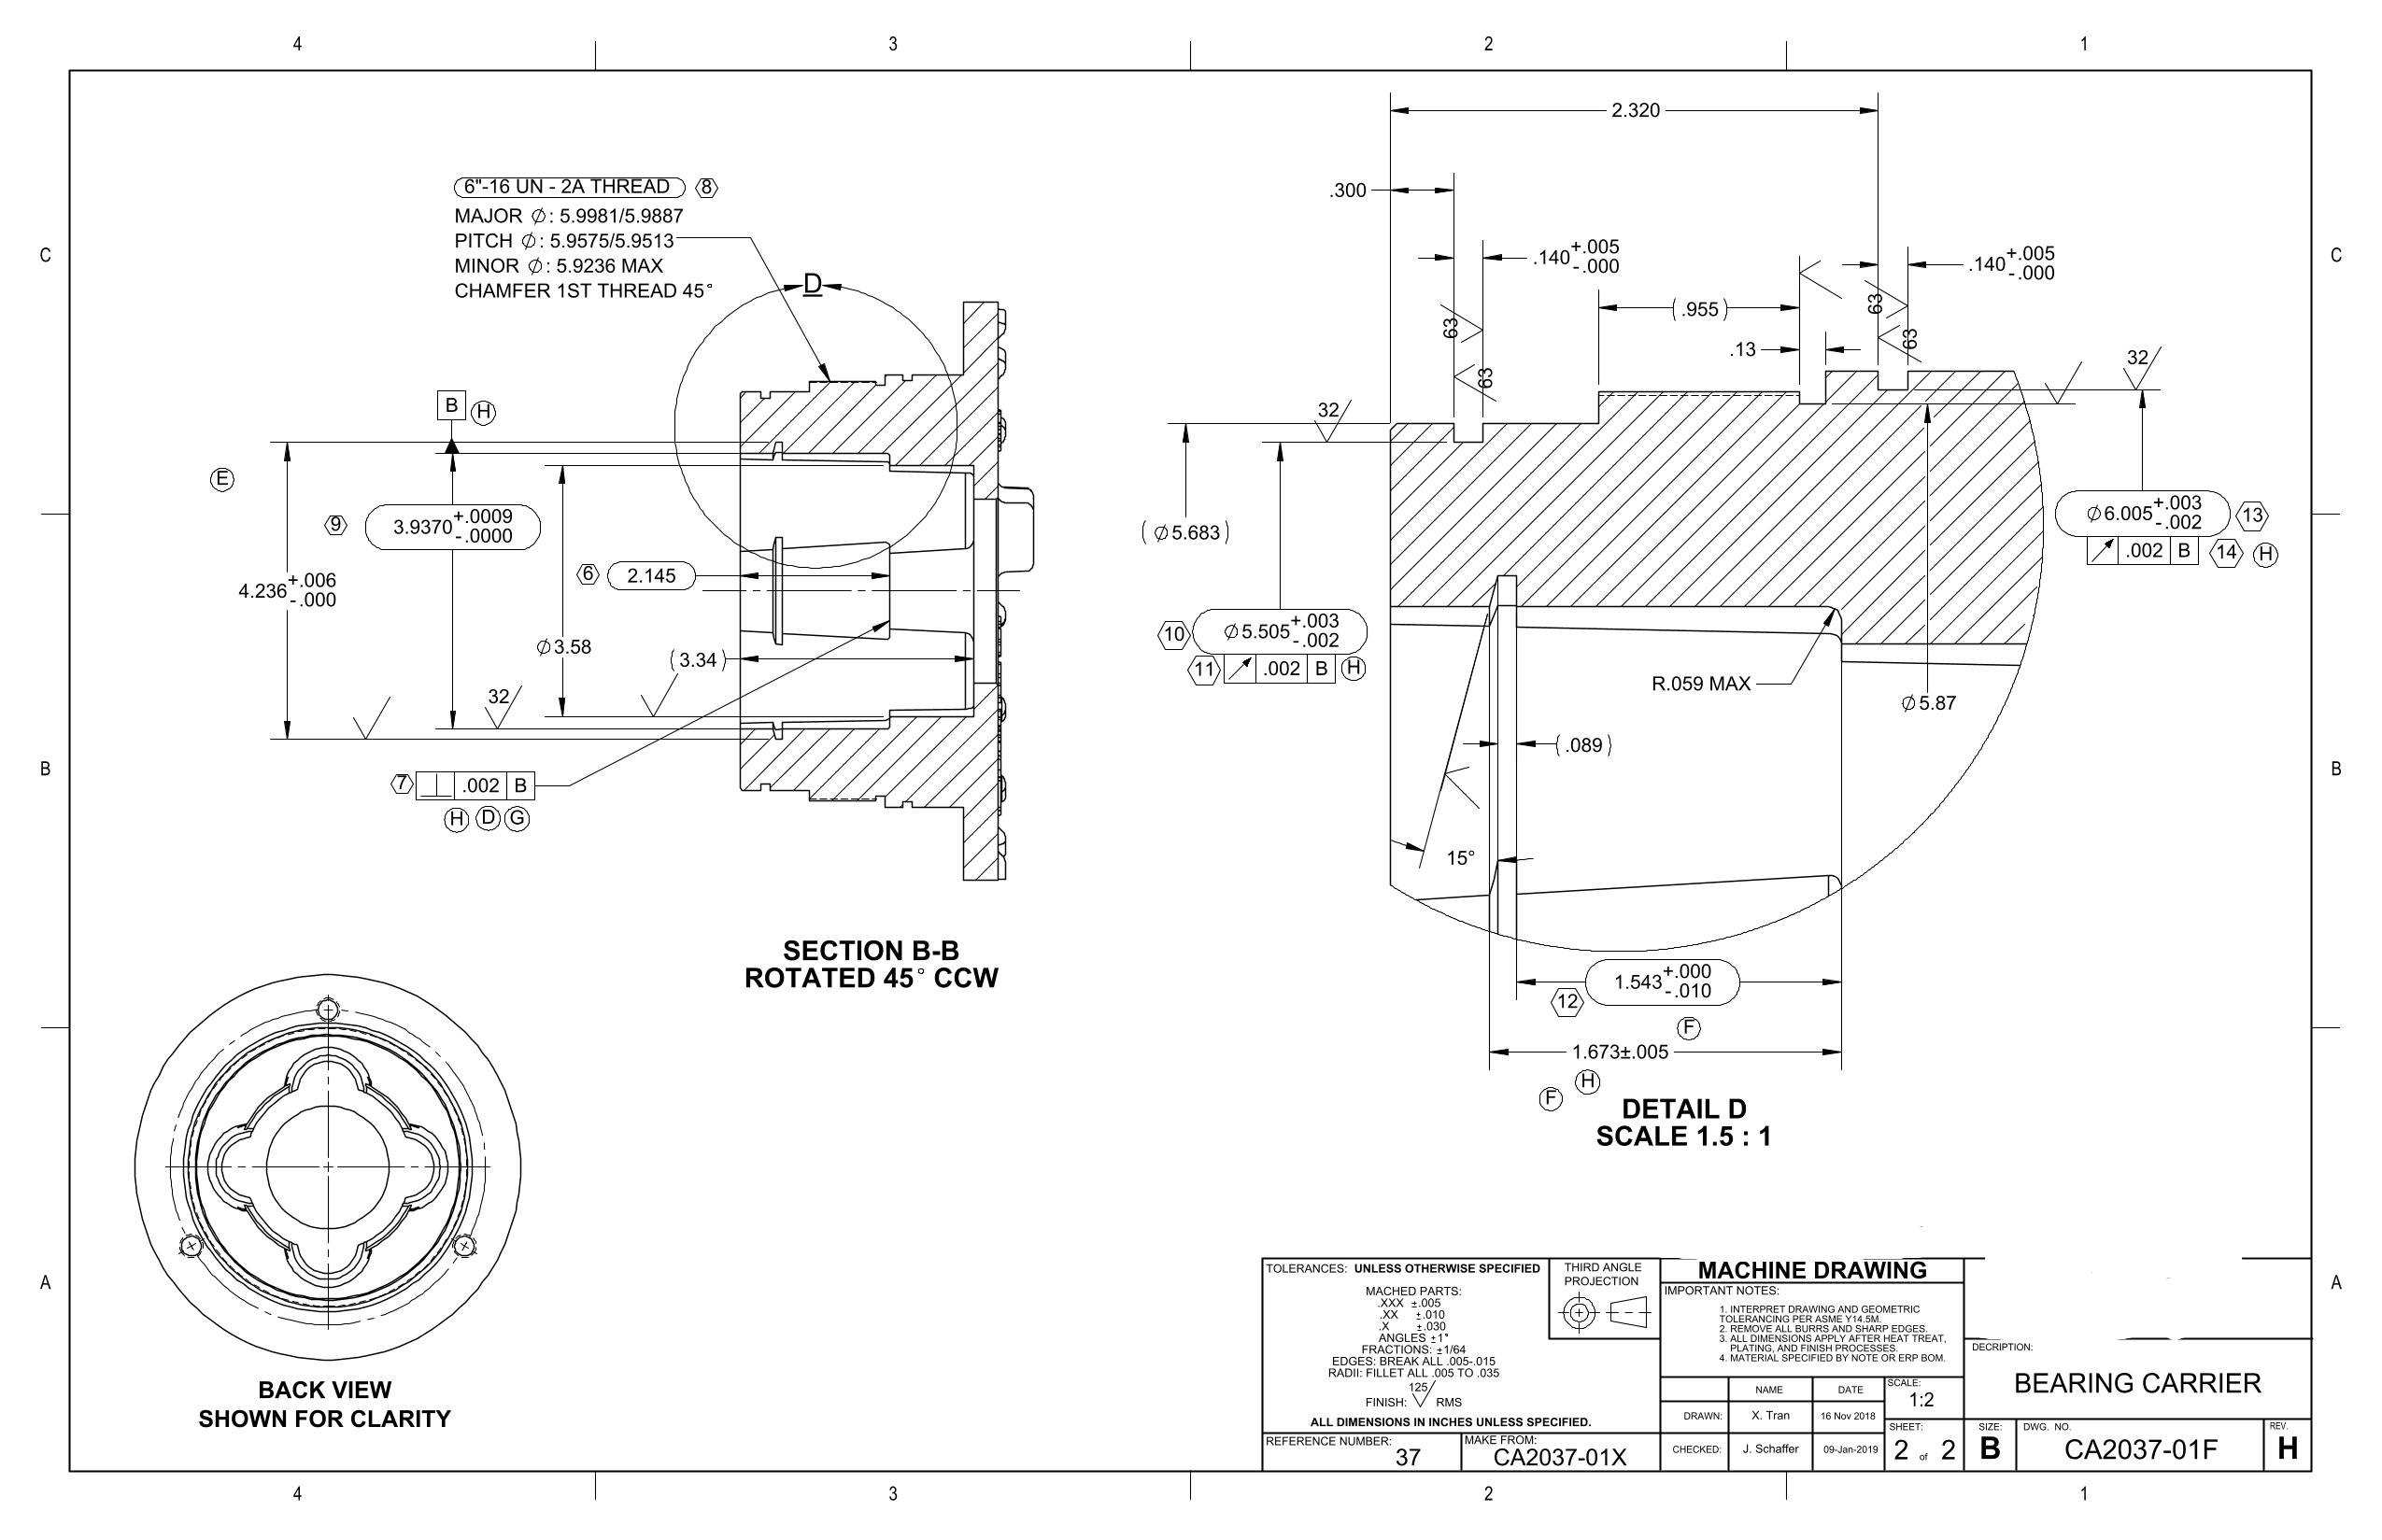 4
3
2
1
C
C
B
B
A
A
4
3
2
1
6"-16 UN - 2A THREAD
8
MAJOR ∅: 5.9981/5.9887
PITCH ∅: 5.9575/5.9513
MINOR ∅: 5.9236 MAX
CHAMFER 1ST THREAD 45°
D
B
H
E
9
3.9370 +.0009
-.0000
4.236 +.006
-.000
∅3.58
6
2.145
(3.34)
32
7
⊥ .002 B
H D G
SECTION B-B
ROTATED 45° CCW
BACK VIEW
SHOWN FOR CLARITY
2.320
.300
.140 +.005
-.000
.140 +.005
-.000
(.955)
.13
63
63
63
63
32
32
(∅5.683)
10
∅5.505 +.003
-.002
11
↗ .002 B
H
∅6.005 +.003
-.002
13
↗ .002 B
14
H
R.059 MAX
∅5.87
(.089)
15°
1.543 +.000
-.010
12
F
1.673±.005
H
F
DETAIL D
SCALE 1.5 : 1
TOLERANCES: UNLESS OTHERWISE SPECIFIED
MACHED PARTS:
.XXX ±.005
.XX ±.010
.X ±.030
ANGLES ±1°
FRACTIONS: ±1/64
EDGES: BREAK ALL .005-.015
RADII: FILLET ALL .005 TO .035
125
FINISH: √ RMS
ALL DIMENSIONS IN INCHES UNLESS SPECIFIED.
REFERENCE NUMBER:
37
MAKE FROM:
CA2037-01X
THIRD ANGLE
PROJECTION
MACHINE DRAWING
IMPORTANT NOTES:
1. INTERPRET DRAWING AND GEOMETRIC
TOLERANCING PER ASME Y14.5M.
2. REMOVE ALL BURRS AND SHARP EDGES.
3. ALL DIMENSIONS APPLY AFTER HEAT TREAT,
PLATING, AND FINISH PROCESSES.
4. MATERIAL SPECIFIED BY NOTE OR ERP BOM.
NAME
DATE
DRAWN:
X. Tran
16 Nov 2018
CHECKED:
J. Schaffer
09-Jan-2019
SCALE:
1:2
SHEET:
2 of 2
DECRIPTION:
BEARING CARRIER
SIZE:
B
DWG. NO.
CA2037-01F
REV.
H